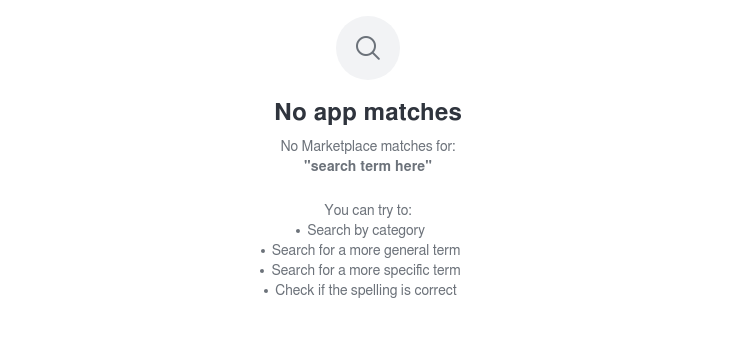 No app matches
No Marketplace matches for:
"search term here"
You can try to:
• Search by category
• Search for a more general term
• Search for a more specific term
• Check if the spelling is correct